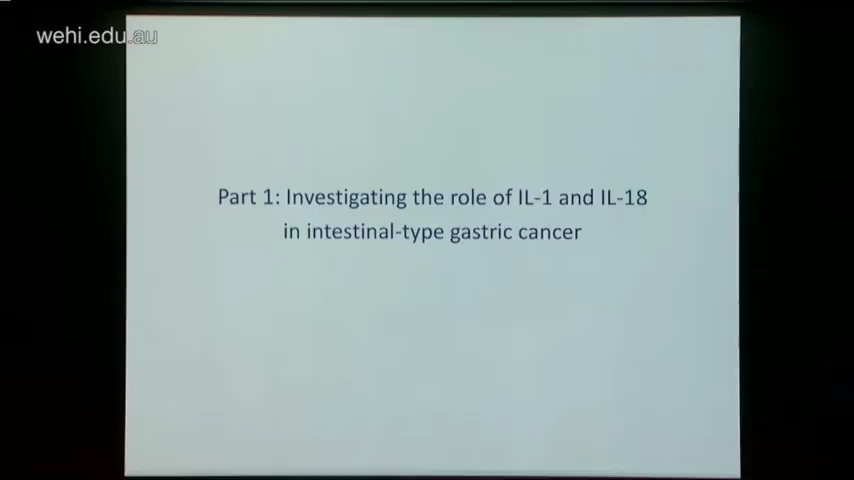 wehi.edu.au
Part 1: Investigating the role of IL-1 and IL-18
in intestinal-type gastric cancer